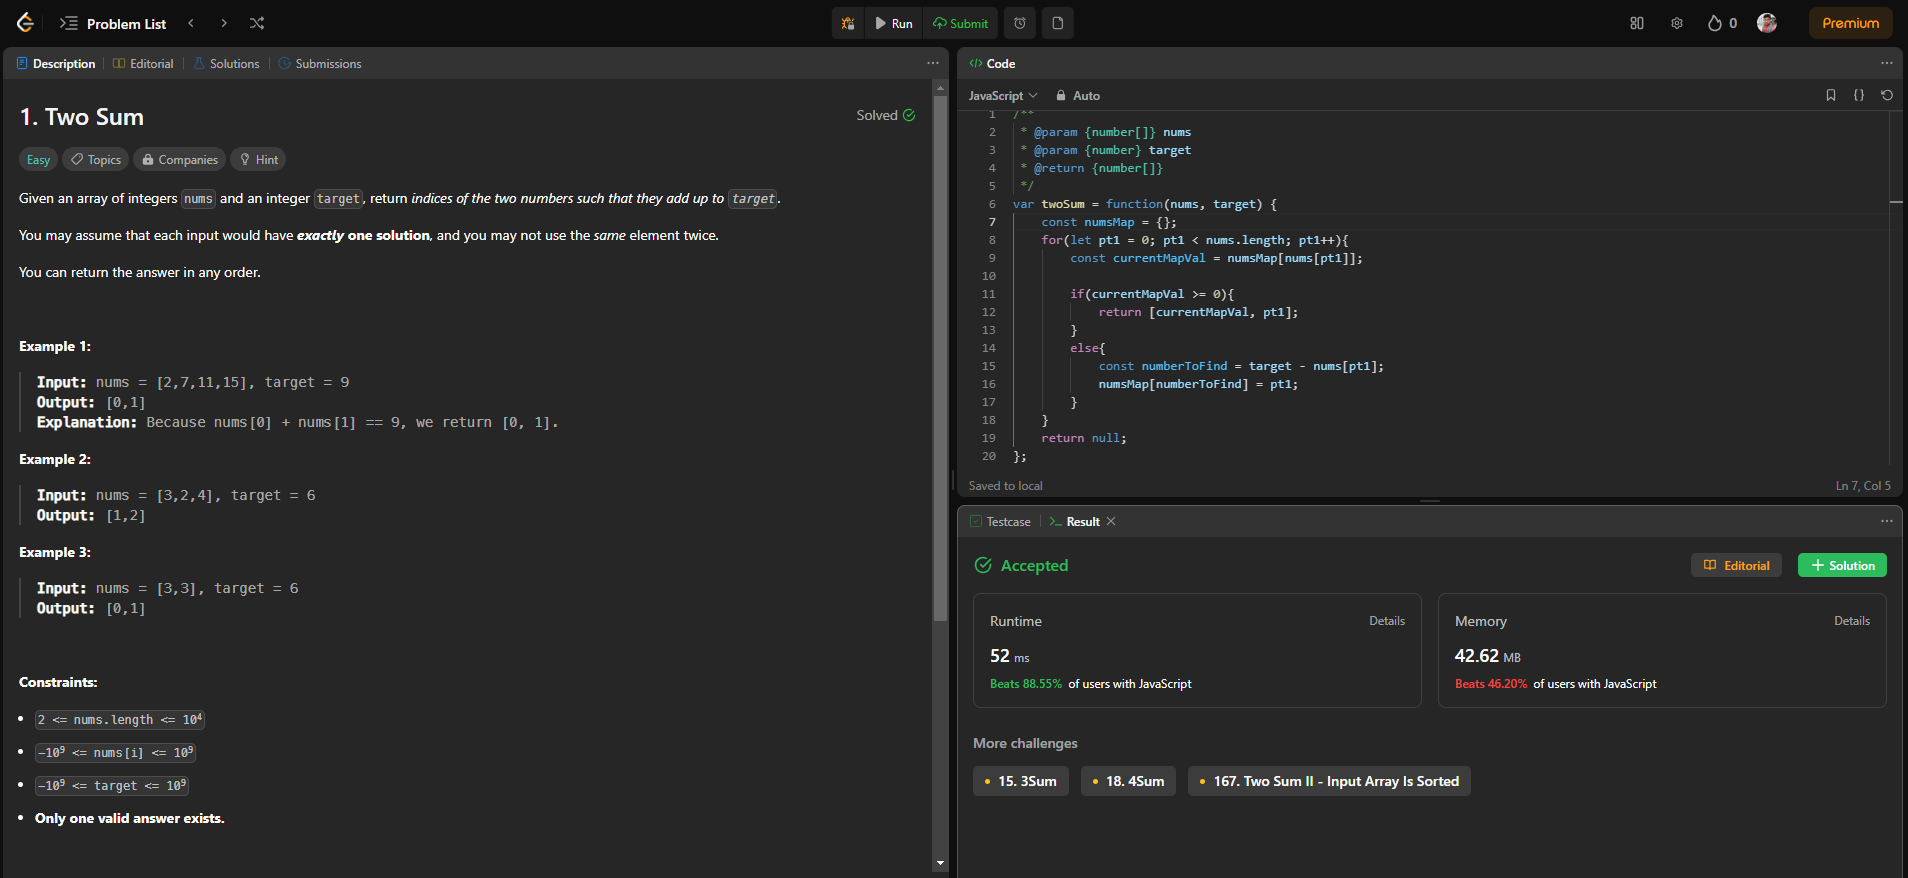 Problem List
Run
Submit
0
Premium
Description
Editorial
Solutions
Submissions
1. Two Sum
Solved
Easy
Topics
Companies
Hint
Given an array of integers nums and an integer target, return indices of the two numbers such that they add up to target.
You may assume that each input would have exactly one solution, and you may not use the same element twice.
You can return the answer in any order.
Example 1:
Input: nums = [2,7,11,15], target = 9
Output: [0,1]
Explanation: Because nums[0] + nums[1] == 9, we return [0, 1].
Example 2:
Input: nums = [3,2,4], target = 6
Output: [1,2]
Example 3:
Input: nums = [3,3], target = 6
Output: [0,1]
Constraints:
• 2 <= nums.length <= 10⁴
• -10⁹ <= nums[i] <= 10⁹
• -10⁹ <= target <= 10⁹
• Only one valid answer exists.
</> Code
JavaScript
Auto
1 /**
2 * @param {number[]} nums
3 * @param {number} target
4 * @return {number[]}
5 */
6 var twoSum = function(nums, target) {
7 const numsMap = {};
8 for(let pt1 = 0; pt1 < nums.length; pt1++){
9 const currentMapVal = numsMap[nums[pt1]];
10
11 if(currentMapVal >= 0){
12 return [currentMapVal, pt1];
13 }
14 else{
15 const numberToFind = target - nums[pt1];
16 numsMap[numberToFind] = pt1;
17 }
18 }
19 return null;
20 };
Saved to local
Ln 7, Col 5
Testcase
>_ Result
Accepted
Editorial
+ Solution
Runtime
Details
52 ms
Beats 88.55% of users with JavaScript
Memory
Details
42.62 MB
Beats 46.20% of users with JavaScript
More challenges
• 15. 3Sum
• 18. 4Sum
• 167. Two Sum II - Input Array Is Sorted